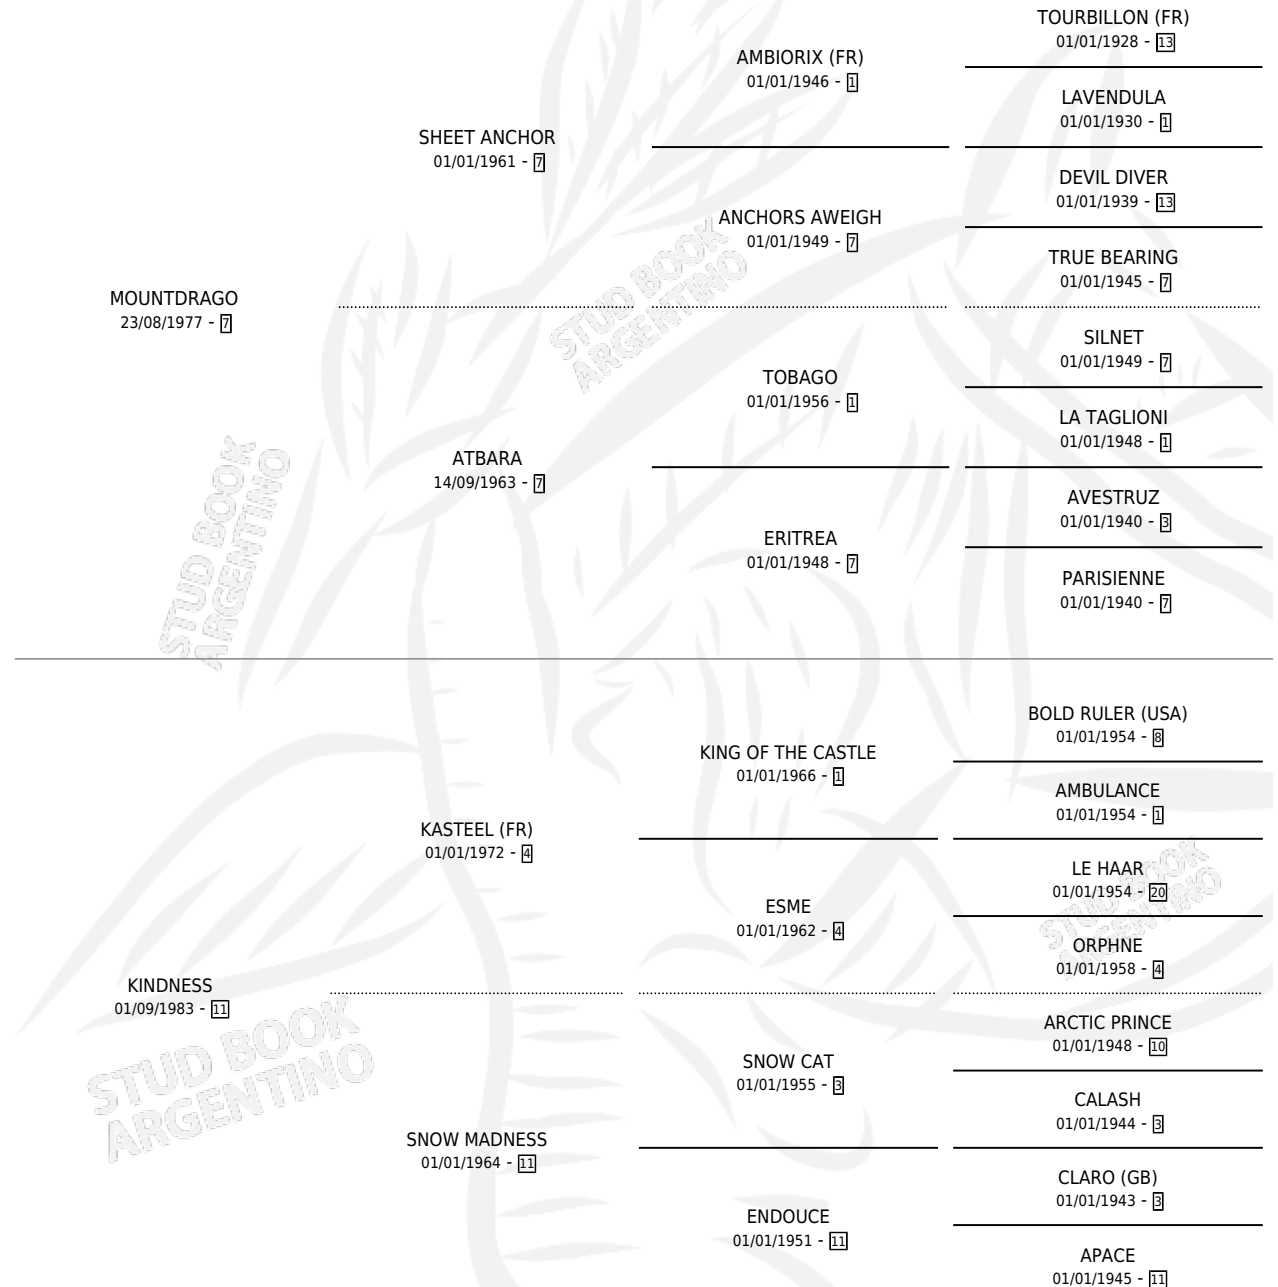 TOURBILLON (FR)
01/01/1928 - 13
AMBIORIX (FR)
01/01/1946 - 1
LAVENDULA
01/01/1930 - 1
SHEET ANCHOR
01/01/1961 - 7
DEVIL DIVER
01/01/1939 - 13
ANCHORS AWEIGH
01/01/1949 - 7
TRUE BEARING
01/01/1945 - 7
MOUNTDRAGO
23/08/1977 - 7
STUD BOOK
ARGENTINO
SILNET
01/01/1949 - 7
TOBAGO
01/01/1956 - 1
LA TAGLIONI
01/01/1948 - 1
ATBARA
14/09/1963 - 7
AVESTRUZ
01/01/1940 - 3
ERITREA
01/01/1948 - 7
PARISIENNE
01/01/1940 - 7
STUD BOOK
ARGENTINO
BOLD RULER (USA)
01/01/1954 - 8
KING OF THE CASTLE
01/01/1966 - 1
AMBULANCE
01/01/1954 - 1
KASTEEL (FR)
01/01/1972 - 4
LE HAAR
01/01/1954 - 20
STUD BOOK
ARGENTINO
ESME
01/01/1962 - 4
ORPHNE
01/01/1958 - 4
KINDNESS
01/09/1983 - 11
ARCTIC PRINCE
01/01/1948 - 10
STUD BOOK
ARGENTINO
SNOW CAT
01/01/1955 - 3
CALASH
01/01/1944 - 3
SNOW MADNESS
01/01/1964 - 11
CLARO (GB)
01/01/1943 - 3
ENDOUCE
01/01/1951 - 11
APACE
01/01/1945 - 11